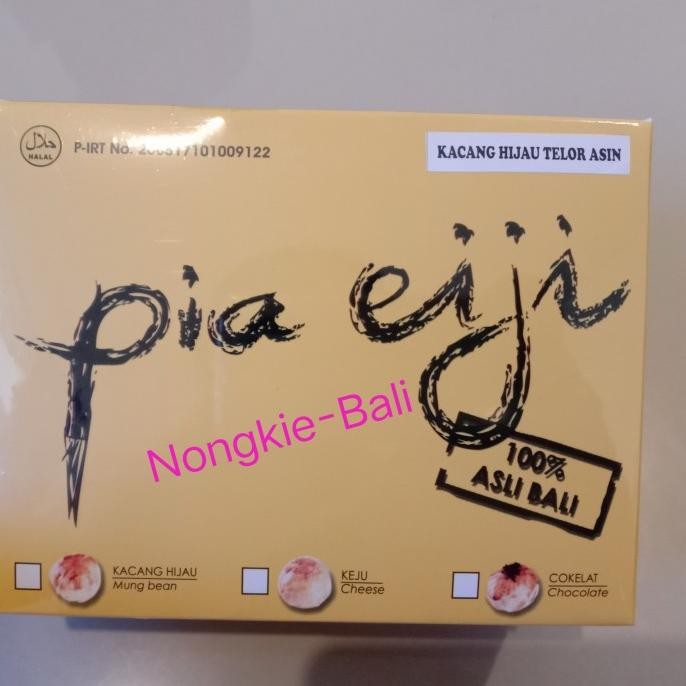 حلال
HALAL
P-IRT No.
KACANG HIJAU TELOR ASIN
pia eiji
Nongkie-Bali
100%
ASLI BALI
KACANG HIJAU
Mung bean
KEJU
Cheese
COKELAT
Chocolate